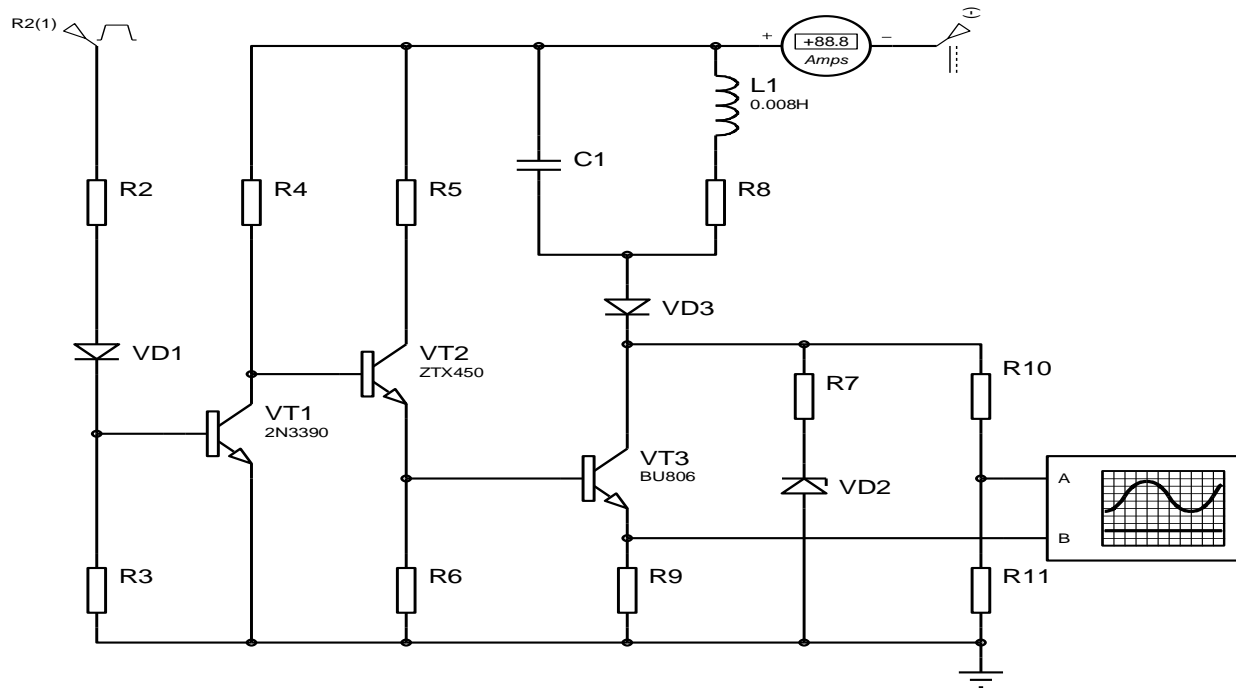 R2(1)
+ +88.8 −
Amps
(-)
L1
0.008H
R2
R4
R5
C1
R8
VD3
VD1
VT2
ZTX450
R7
R10
VT1
2N3390
VT3
BU806
VD2
A
B
R3
R6
R9
R11